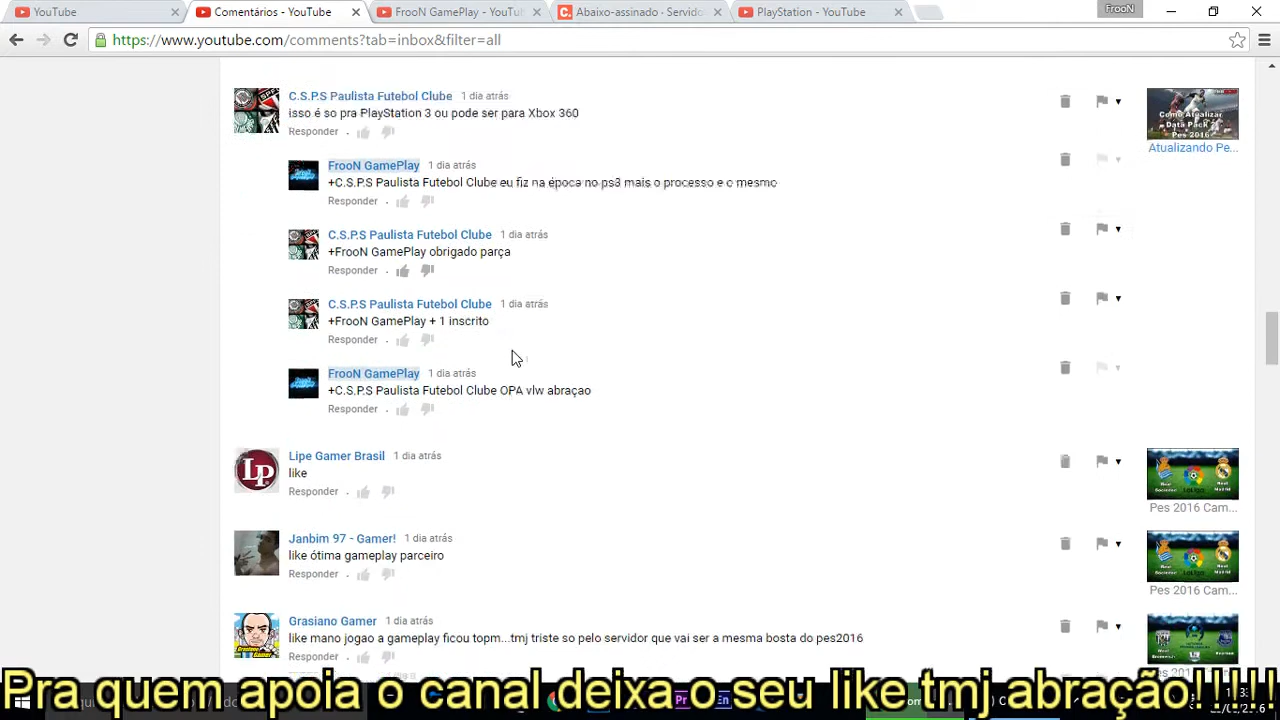 YouTube
Comentários - YouTube
FrooN GamePlay - YouTu
Abaixo-assinado · Servido
PlayStation - YouTube
FrooN
https://www.youtube.com/comments?tab=inbox&filter=all
C.S.P.S Paulista Futebol Clube 1 dia atrás
isso é so pra PlayStation 3 ou pode ser para Xbox 360
Responder
Como Atualizar
Data Pack
Pes 2016
Atualizando Pe...
FrooN GamePlay 1 dia atrás
+C.S.P.S Paulista Futebol Clube eu fiz na época no ps3 mais o processo e o mesmo
Responder
C.S.P.S Paulista Futebol Clube 1 dia atrás
+FrooN GamePlay obrigado parça
Responder
C.S.P.S Paulista Futebol Clube 1 dia atrás
+FrooN GamePlay + 1 inscrito
Responder
FrooN GamePlay 1 dia atrás
+C.S.P.S Paulista Futebol Clube OPA vlw abraçao
Responder
Lipe Gamer Brasil 1 dia atrás
like
Responder
Pes 2016 Cam...
Janbim 97 - Gamer! 1 dia atrás
like ótima gameplay parceiro
Responder
Pes 2016 Cam...
Grasiano Gamer 1 dia atrás
like mano jogao a gameplay ficou topm...tmj triste so pelo servidor que vai ser a mesma bosta do pes2016
Responder
Pra quem apoia o canal deixa o seu like tmj abração!!!!!